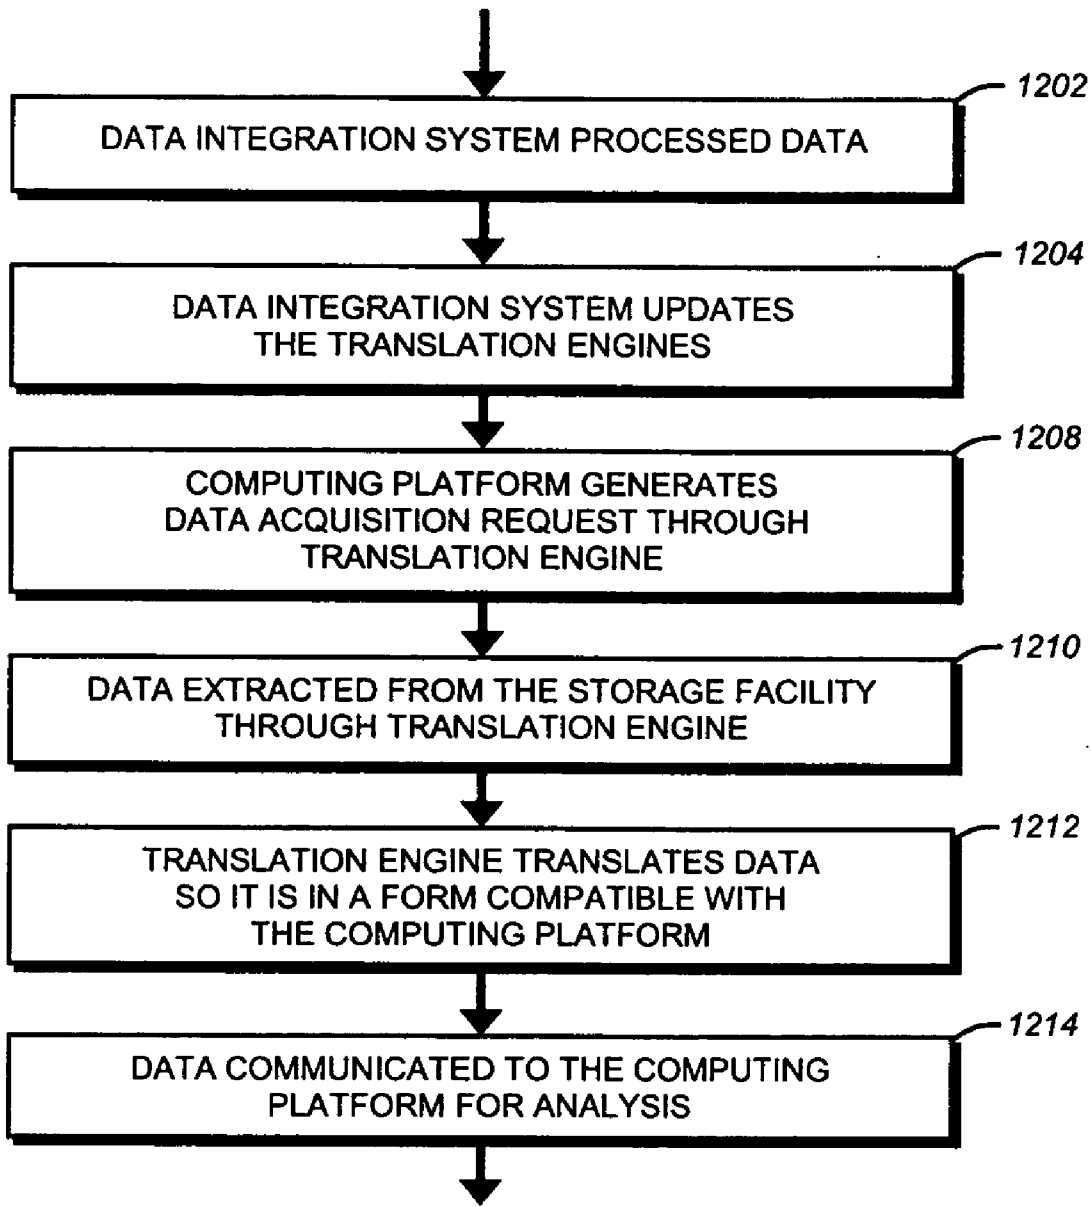 1202
DATA INTEGRATION SYSTEM PROCESSED DATA
1204
DATA INTEGRATION SYSTEM UPDATES
THE TRANSLATION ENGINES
1208
COMPUTING PLATFORM GENERATES
DATA ACQUISITION REQUEST THROUGH
TRANSLATION ENGINE
1210
DATA EXTRACTED FROM THE STORAGE FACILITY
THROUGH TRANSLATION ENGINE
1212
TRANSLATION ENGINE TRANSLATES DATA
SO IT IS IN A FORM COMPATIBLE WITH
THE COMPUTING PLATFORM
1214
DATA COMMUNICATED TO THE COMPUTING
PLATFORM FOR ANALYSIS